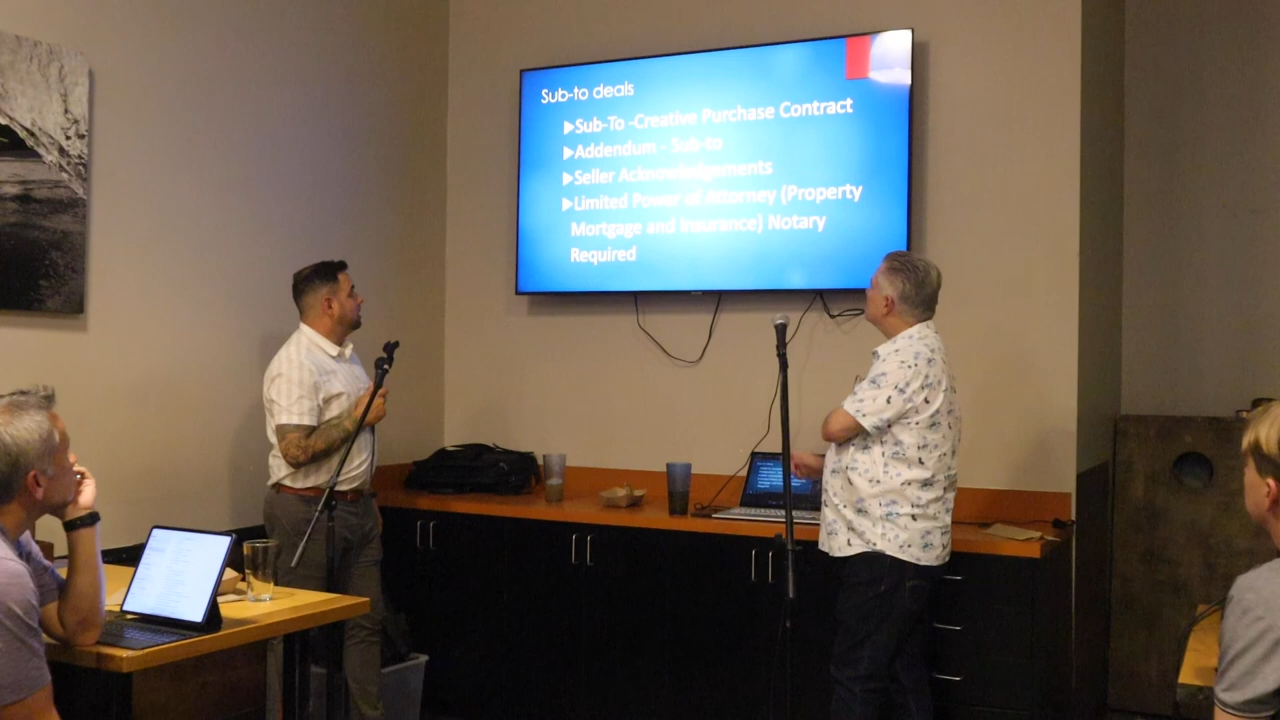 Sub-to deals
Sub-To -Creative Purchase Contract
Addendum - Sub-to
Seller Acknowledgements
Limited Power of Attorney (Property
Mortgage and Insurance) Notary
Required